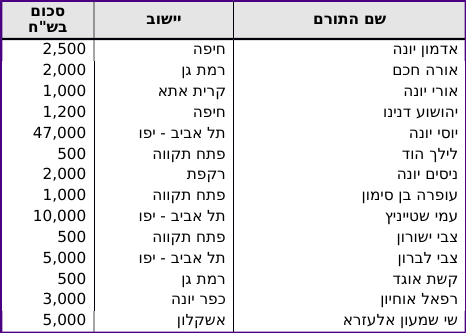 שם התורם יישוב סכום בש"ח
אדמון יונה חיפה 2,500
אורה חכם רמת גן 2,000
אורי יונה קרית אתא 1,000
יהושוע דנינו חיפה 1,200
יוסי יונה תל אביב - יפו 47,000
לילך הוד פתח תקווה 500
ניסים יונה רקפת 2,000
עופרה בן סימון פתח תקווה 1,000
עמי שטייניץ תל אביב - יפו 10,000
צבי ישורון פתח תקווה 500
צבי לברון תל אביב - יפו 5,000
קשת אוגד רמת גן 500
רפאל אוחיון כפר יונה 3,000
שי שמעון אלעזרא אשקלון 5,000